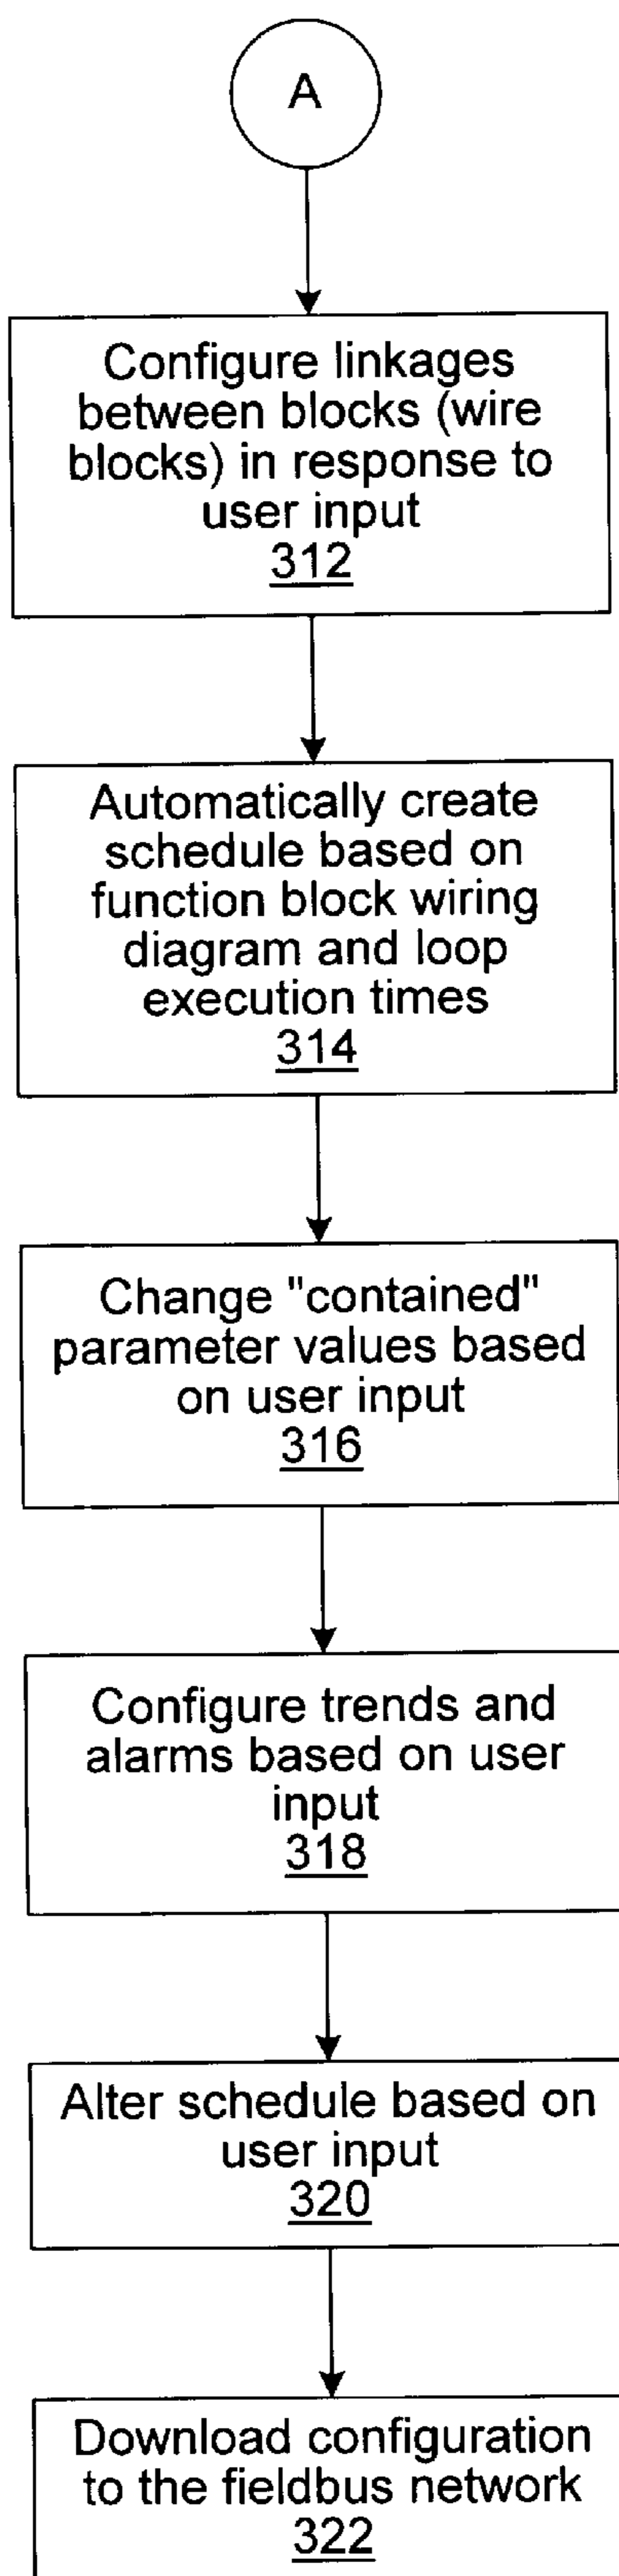 A
Configure linkages
between blocks (wire
blocks) in response to
user input
312
Automatically create
schedule based on
function block wiring
diagram and loop
execution times
314
Change "contained"
parameter values based
on user input
316
Configure trends and
alarms based on user
input
318
Alter schedule based on
user input
320
Download configuration
to the fieldbus network
322